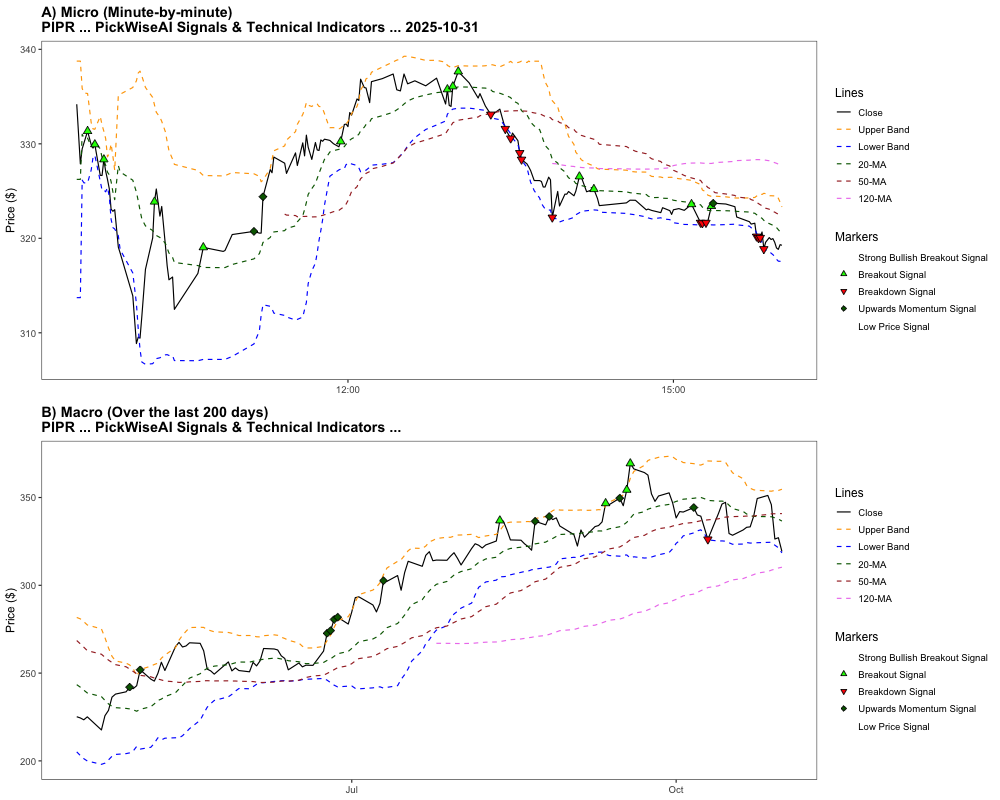 A) Micro (Minute-by-minute)
PIPR ... PickWiseAI Signals & Technical Indicators ... 2025-10-31
Price ($)
340
330
320
310
12:00
15:00
Lines
Close
Upper Band
Lower Band
20-MA
50-MA
120-MA
Markers
Strong Bullish Breakout Signal
Breakout Signal
Breakdown Signal
Upwards Momentum Signal
Low Price Signal
B) Macro (Over the last 200 days)
PIPR ... PickWiseAI Signals & Technical Indicators ...
Price ($)
350
300
250
200
Jul
Oct
Lines
Close
Upper Band
Lower Band
20-MA
50-MA
120-MA
Markers
Strong Bullish Breakout Signal
Breakout Signal
Breakdown Signal
Upwards Momentum Signal
Low Price Signal